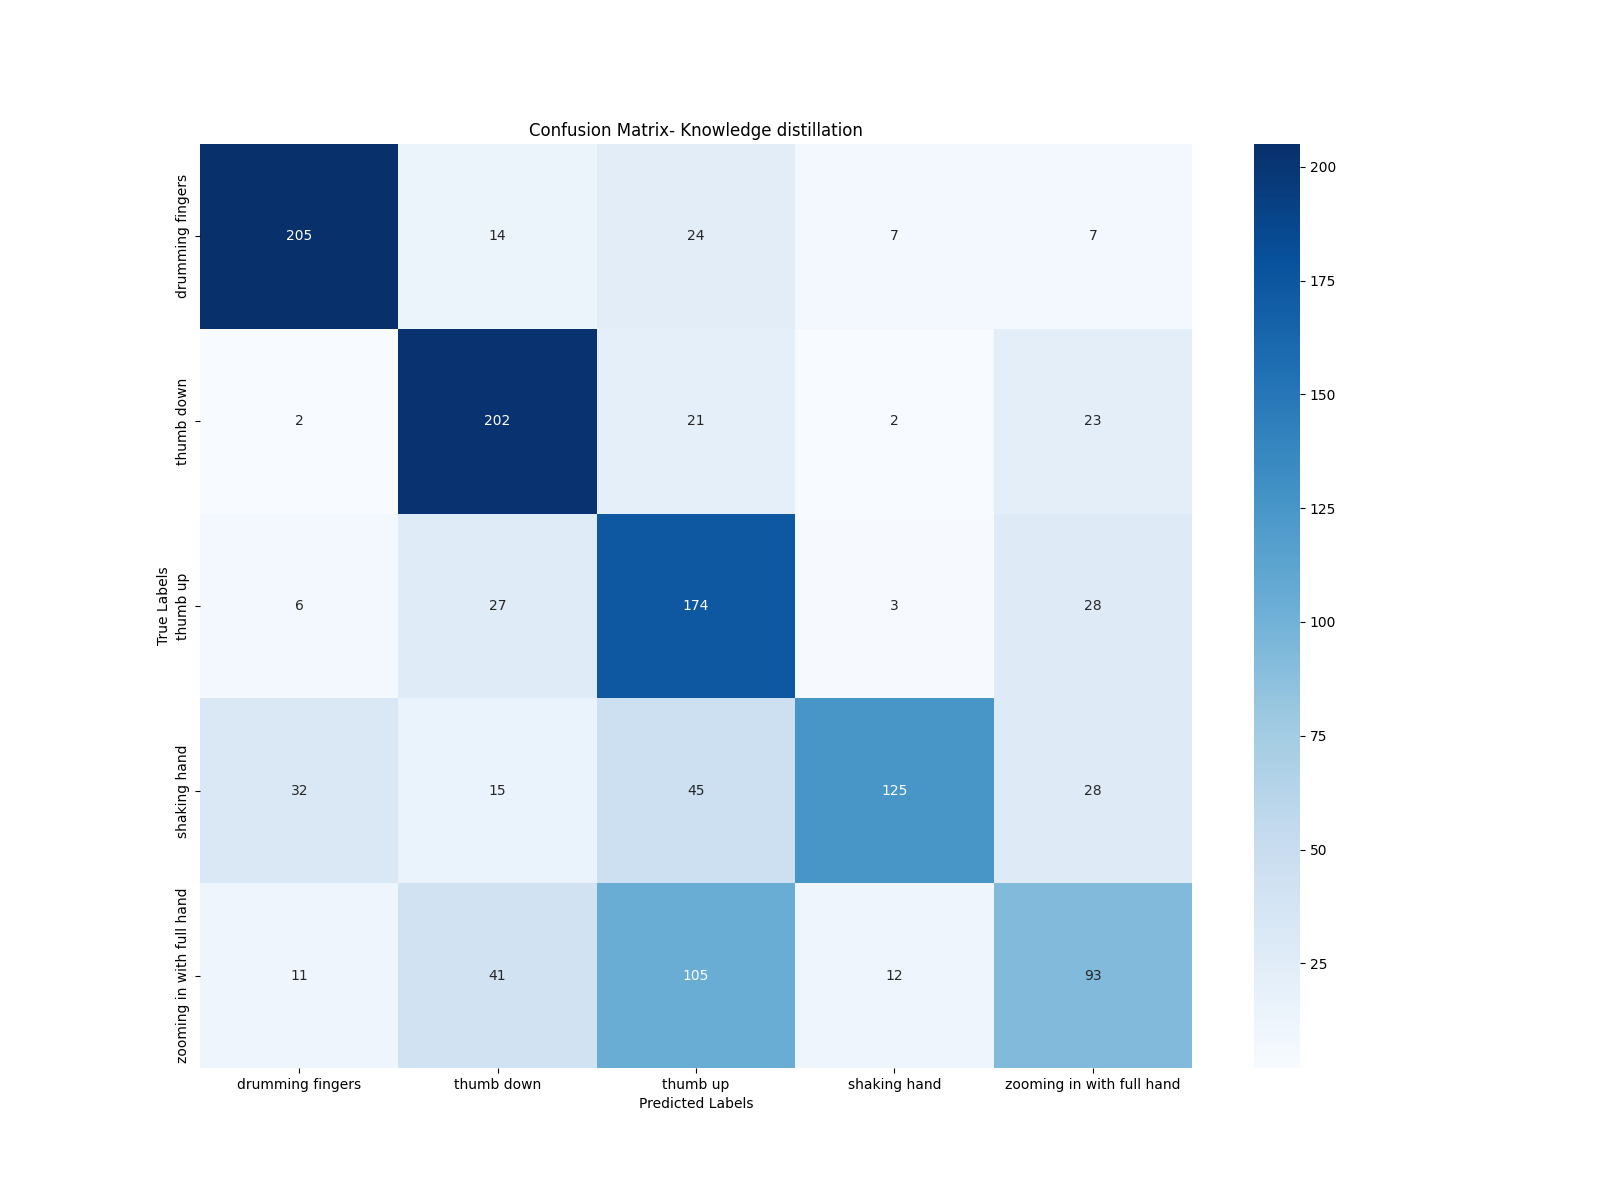 Confusion Matrix- Knowledge distillation
True Labels
drumming fingers
205 14 24 7 7
thumb down
2 202 21 2 23
thumb up
6 27 174 3 28
shaking hand
32 15 45 125 28
zooming in with full hand
11 41 105 12 93
drumming fingers thumb down thumb up shaking hand zooming in with full hand
Predicted Labels
200
175
150
125
100
75
50
25